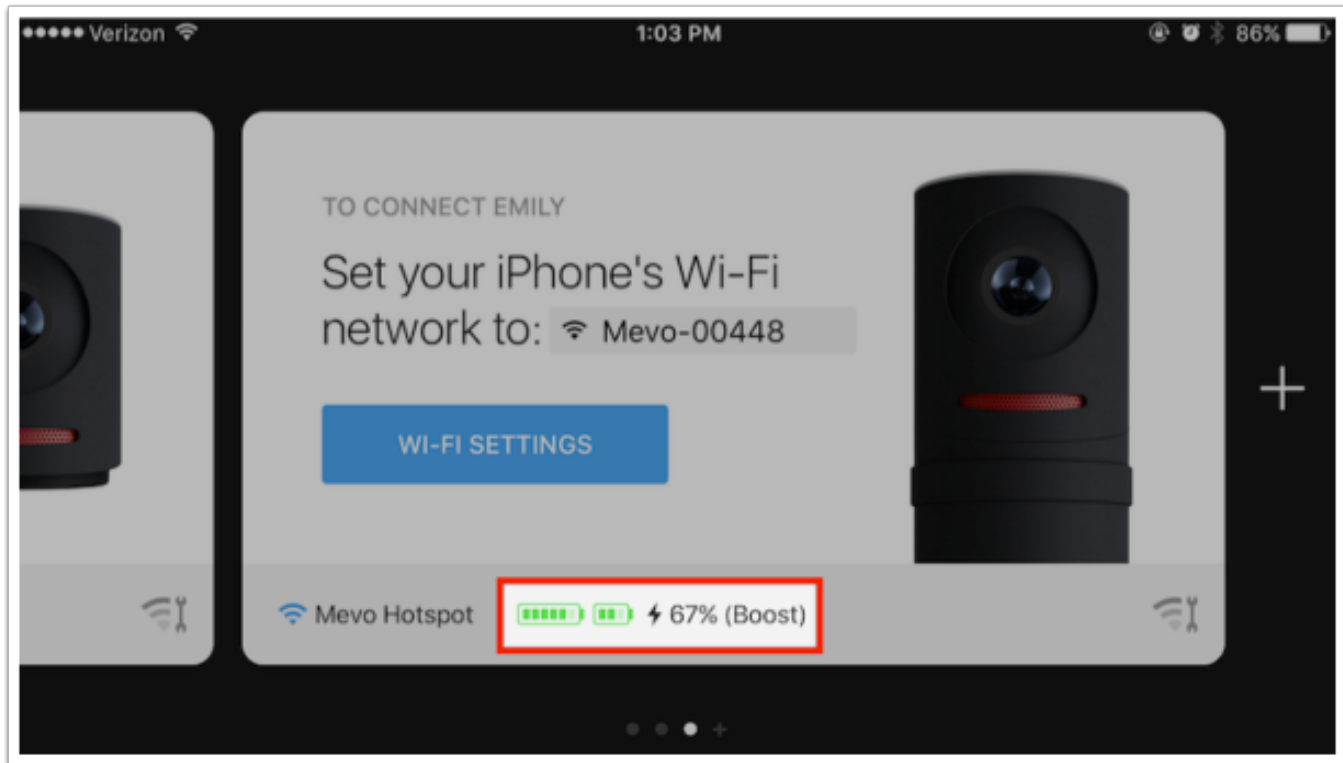 Verizon 1:03 PM 86%
TO CONNECT EMILY
Set your iPhone's Wi-Fi
network to: Mevo-00448
WI-FI SETTINGS
Mevo Hotspot 67% (Boost)